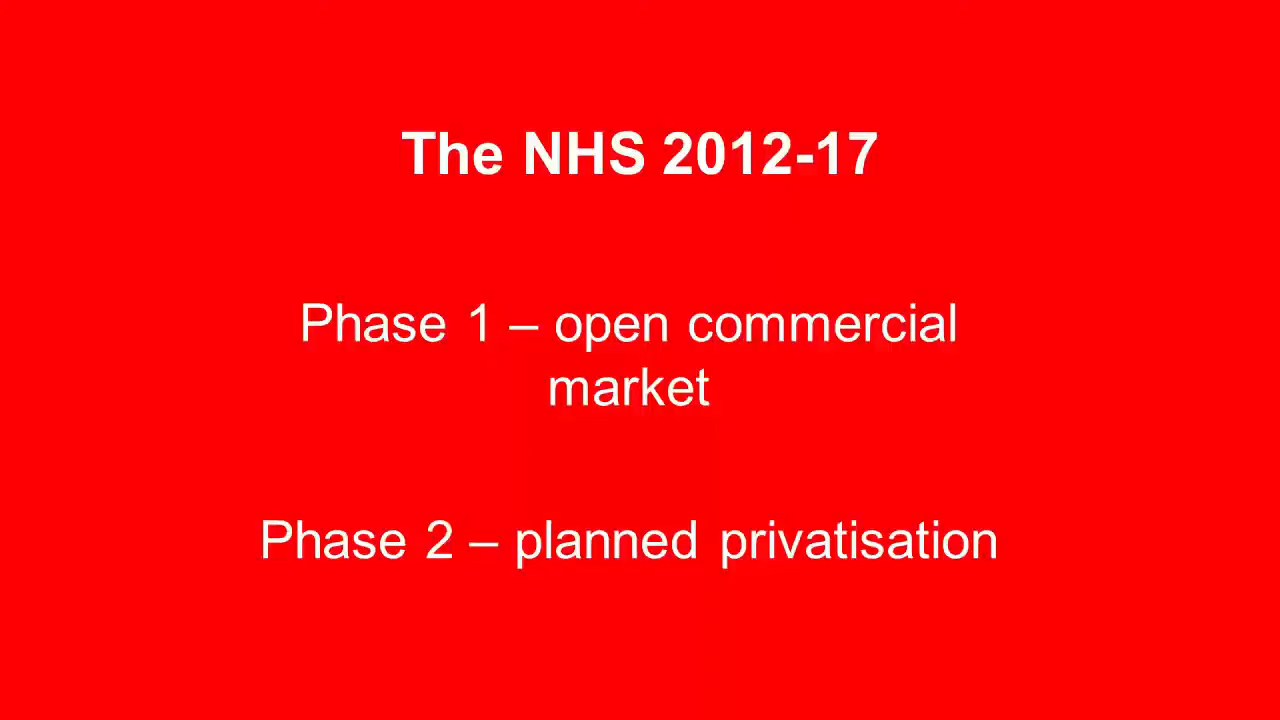 The NHS 2012-17
Phase 1 – open commercial
market
Phase 2 – planned privatisation